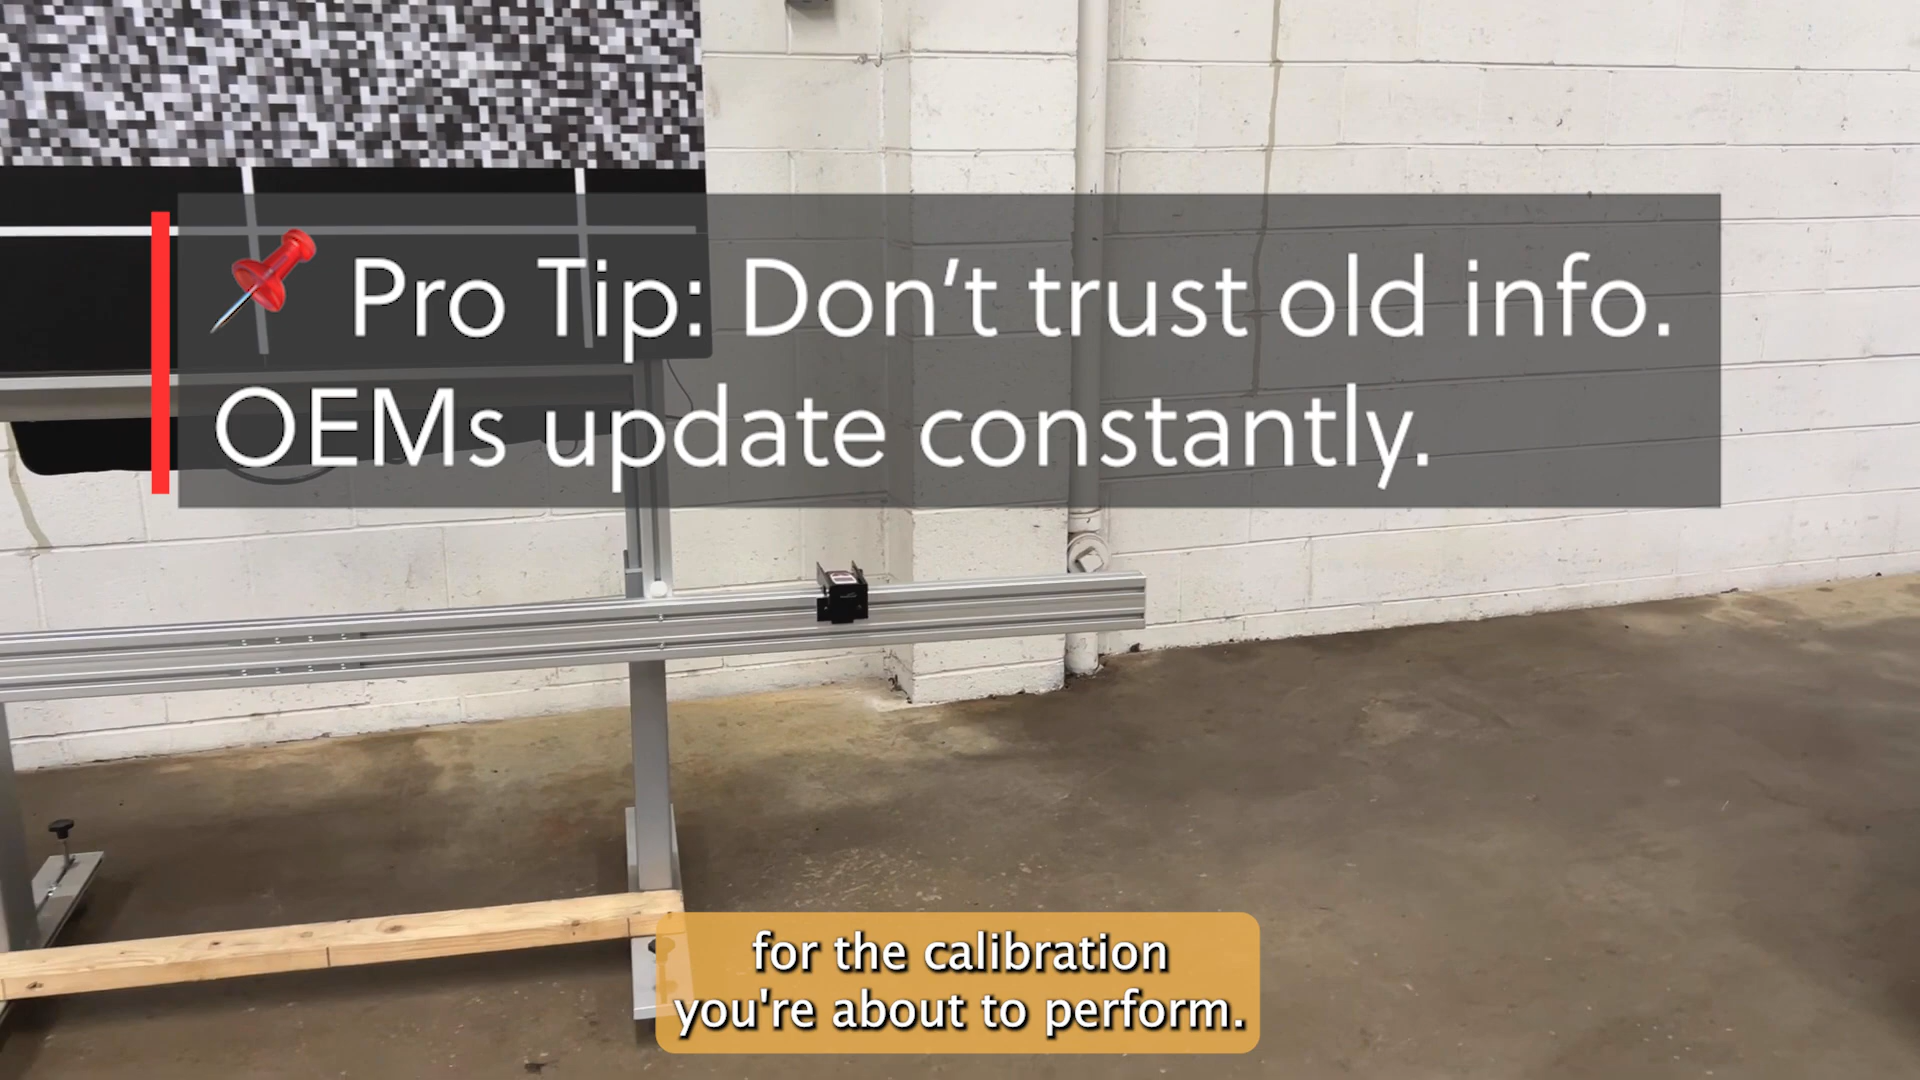 📌 Pro Tip: Don’t trust old info.
OEMs update constantly.
for the calibration
you're about to perform.